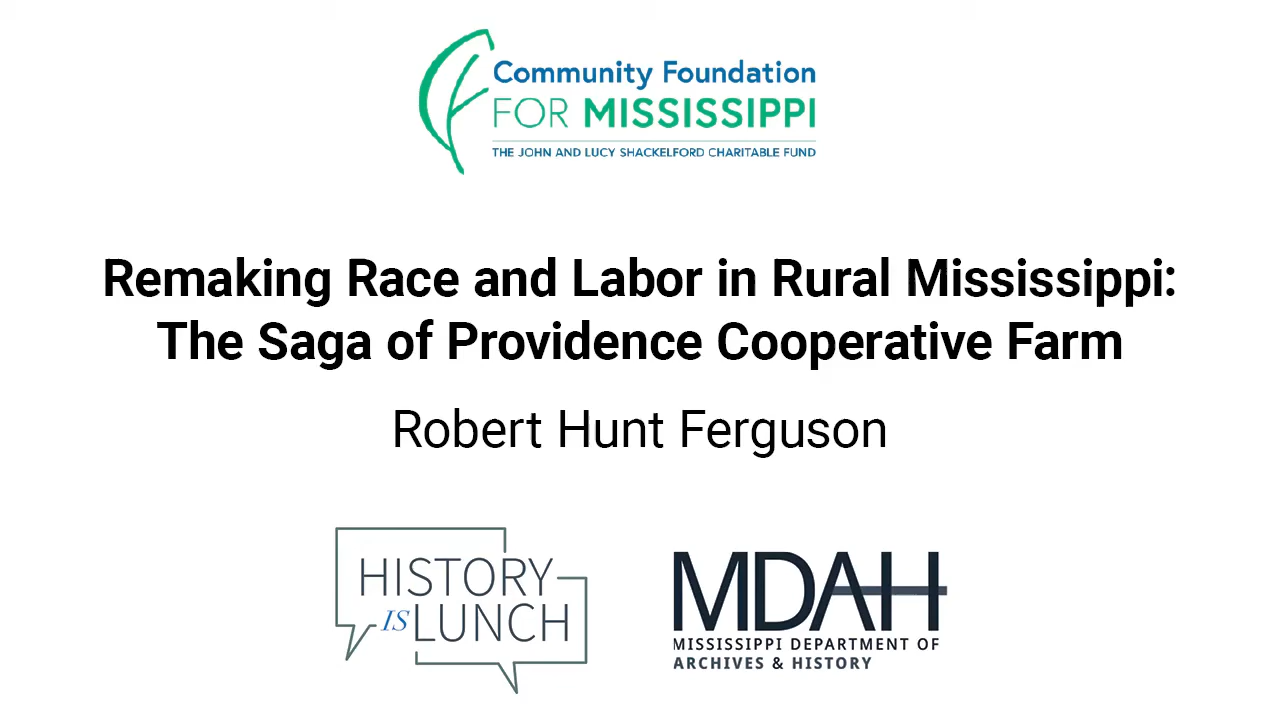 Community Foundation
FOR MISSISSIPPI
THE JOHN AND LUCY SHACKELFORD CHARITABLE FUND
Remaking Race and Labor in Rural Mississippi:
The Saga of Providence Cooperative Farm
Robert Hunt Ferguson
HISTORY
IS LUNCH
MDAH
MISSISSIPPI DEPARTMENT OF
ARCHIVES & HISTORY